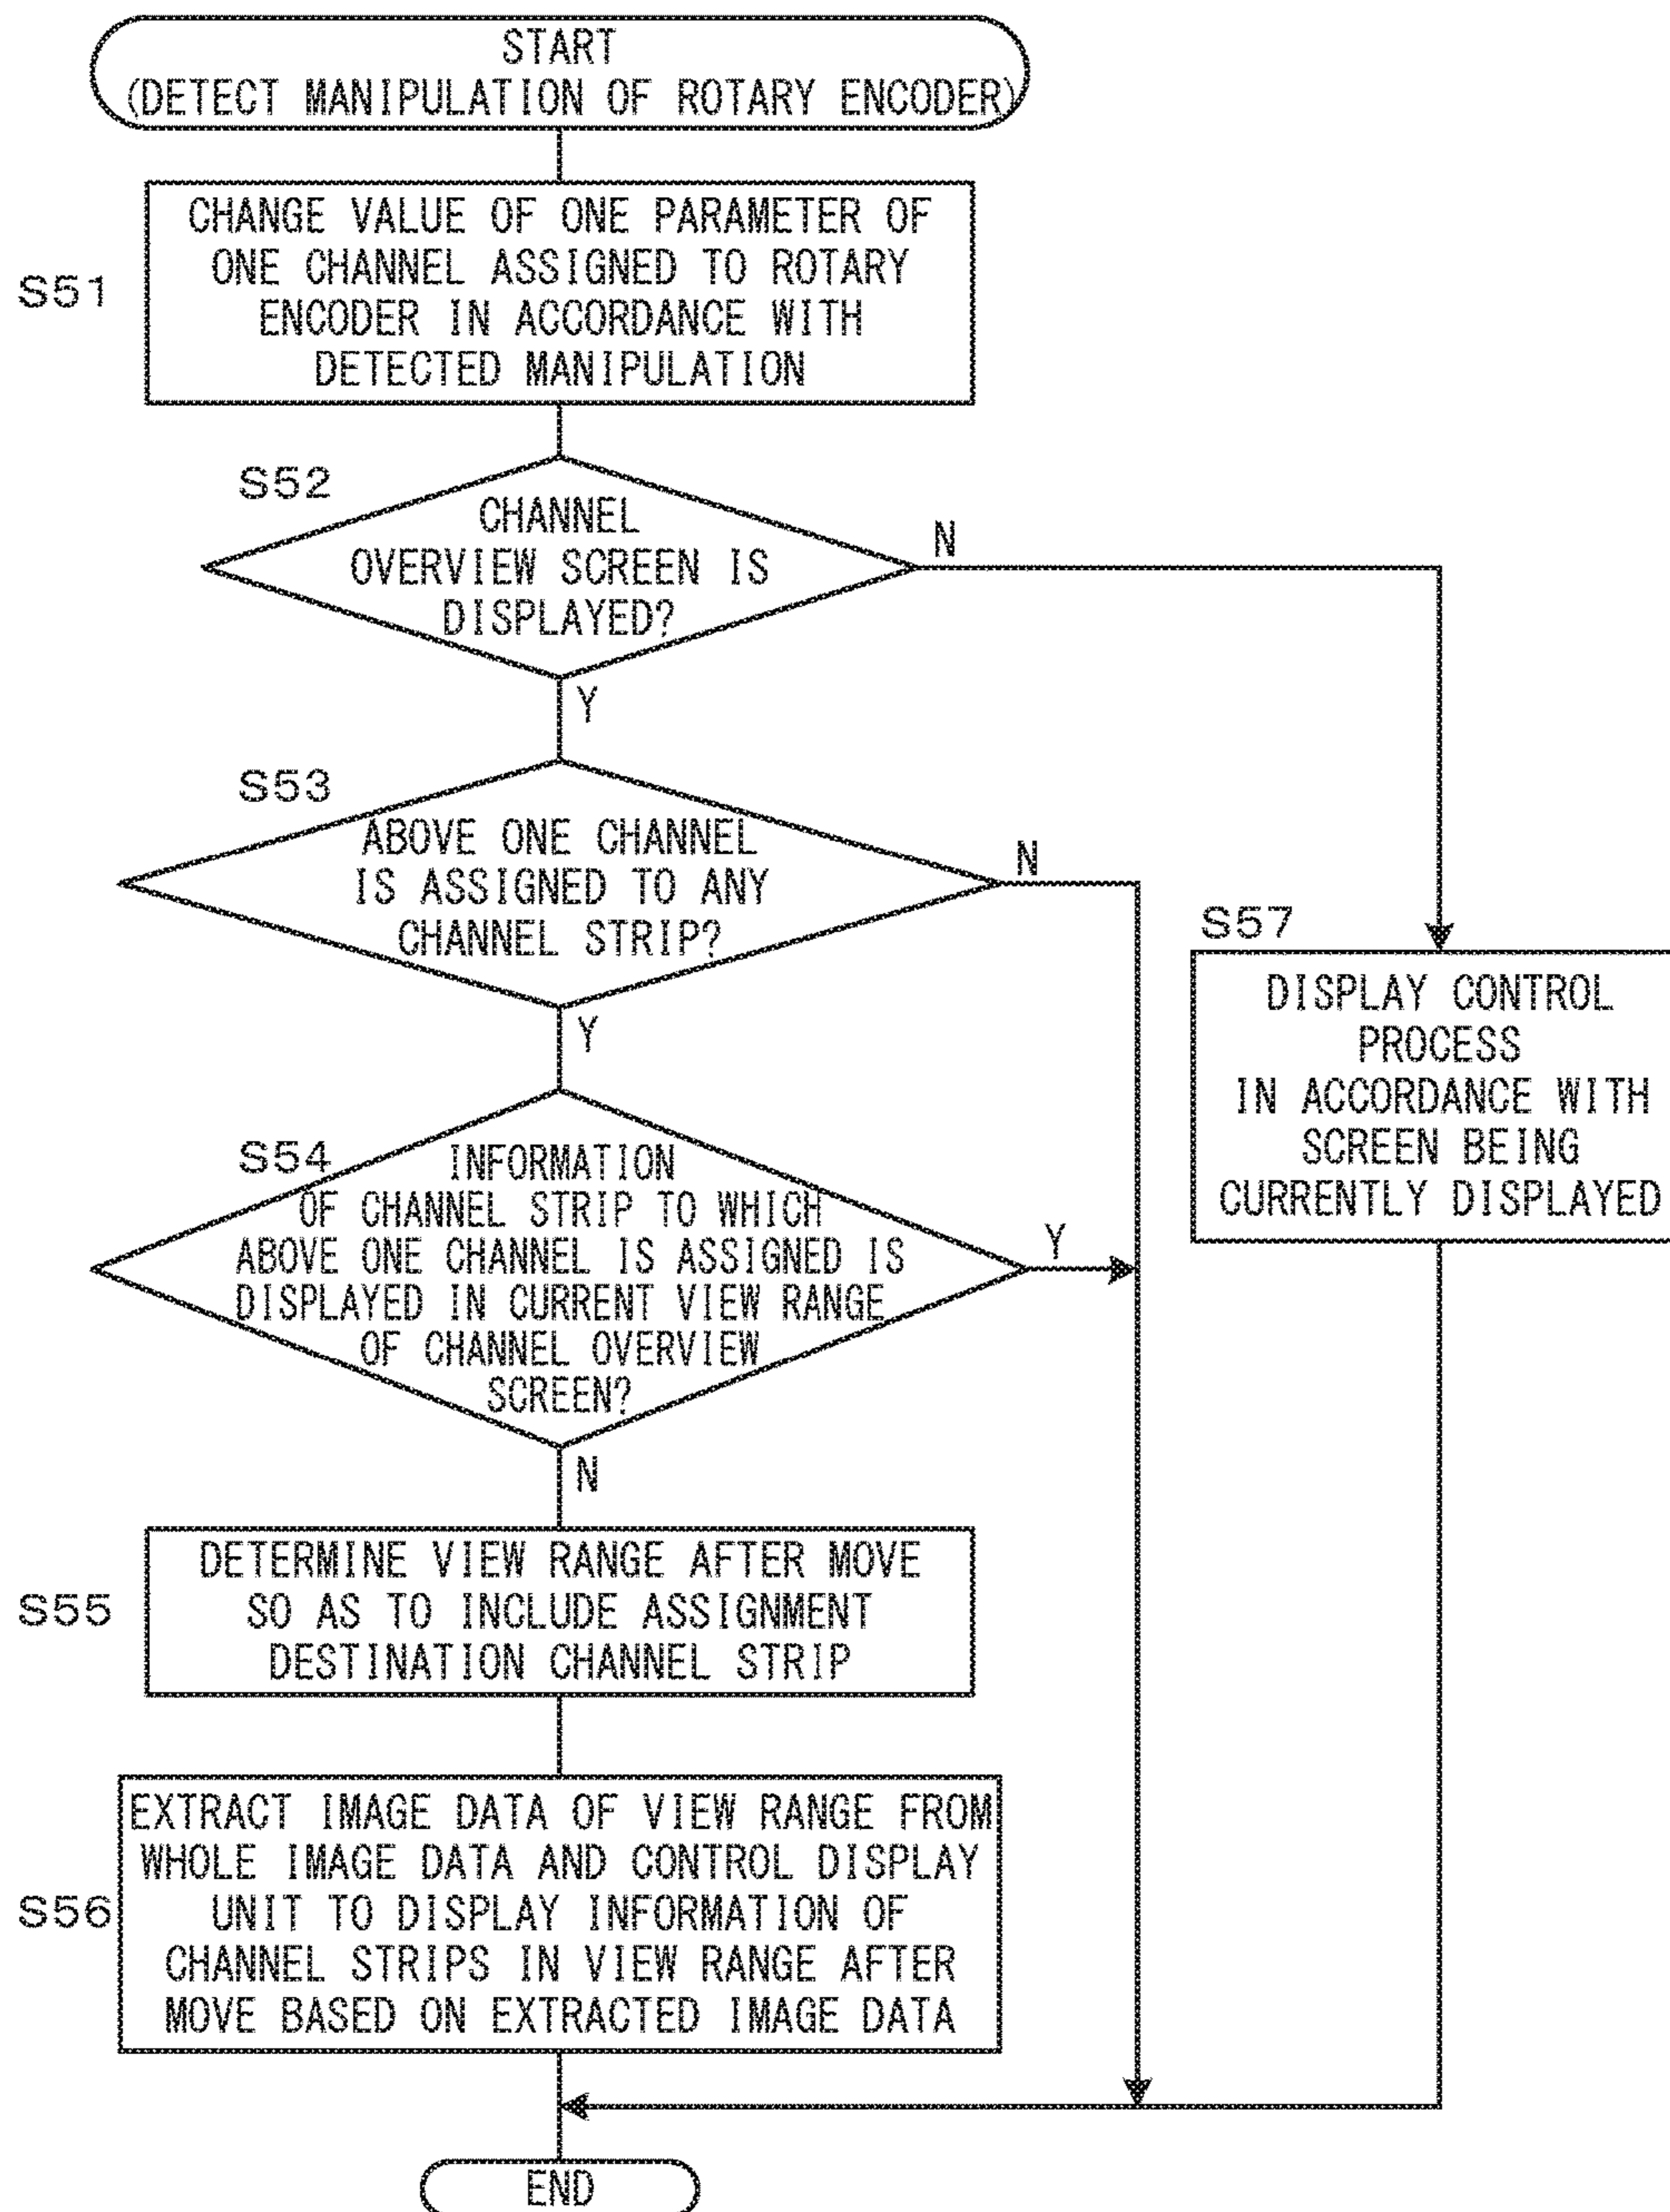 START
(DETECT MANIPULATION OF ROTARY ENCODER)
S51
CHANGE VALUE OF ONE PARAMETER OF
ONE CHANNEL ASSIGNED TO ROTARY
ENCODER IN ACCORDANCE WITH
DETECTED MANIPULATION
S52
CHANNEL
OVERVIEW SCREEN IS
DISPLAYED?
N
Y
S53
ABOVE ONE CHANNEL
IS ASSIGNED TO ANY
CHANNEL STRIP?
N
Y
S57
DISPLAY CONTROL
PROCESS
IN ACCORDANCE WITH
SCREEN BEING
CURRENTLY DISPLAYED
S54
INFORMATION
OF CHANNEL STRIP TO WHICH
ABOVE ONE CHANNEL IS ASSIGNED IS
DISPLAYED IN CURRENT VIEW RANGE
OF CHANNEL OVERVIEW
SCREEN?
Y
N
S55
DETERMINE VIEW RANGE AFTER MOVE
SO AS TO INCLUDE ASSIGNMENT
DESTINATION CHANNEL STRIP
S56
EXTRACT IMAGE DATA OF VIEW RANGE FROM
WHOLE IMAGE DATA AND CONTROL DISPLAY
UNIT TO DISPLAY INFORMATION OF
CHANNEL STRIPS IN VIEW RANGE AFTER
MOVE BASED ON EXTRACTED IMAGE DATA
END